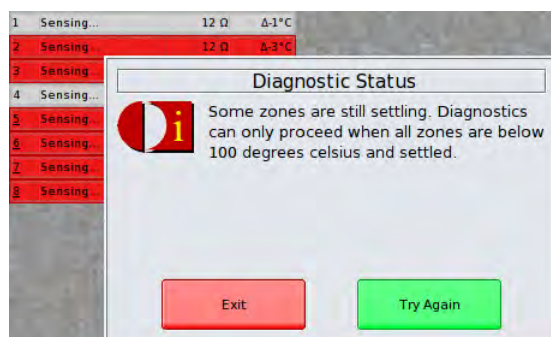 1 Sensing... 12 Ω Δ-1°C
2 Sensing... 12 Ω Δ-3°C
3 Sensing...
4 Sensing...
5 Sensing...
6 Sensing...
7 Sensing...
8 Sensing...
Diagnostic Status
i
Some zones are still settling. Diagnostics
can only proceed when all zones are below
100 degrees celsius and settled.
Exit Try Again